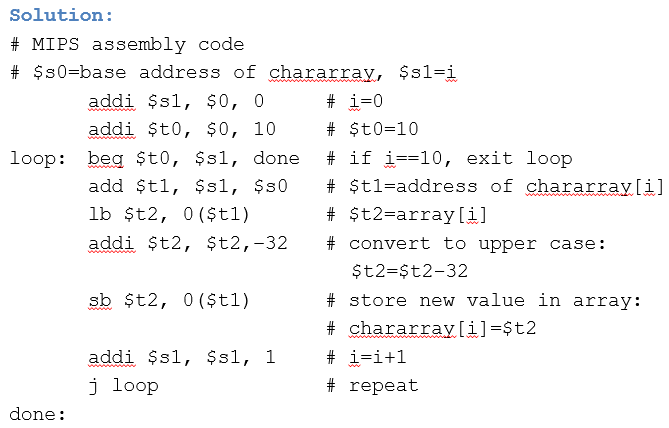 Solution:
# MIPS assembly code
# $s0=base address of chararray, $s1=i
addi $s1, $0, 0 # i=0
addi $t0, $0, 10 # $t0=10
loop: beq $t0, $s1, done # if i==10, exit loop
add $t1, $s1, $s0 # $t1=address of chararray[i]
lb $t2, 0($t1) # $t2=array[i]
addi $t2, $t2,-32 # convert to upper case:
$t2=$t2-32
sb $t2, 0($t1) # store new value in array:
# chararray[i]=$t2
addi $s1, $s1, 1 # i=i+1
j loop # repeat
done: